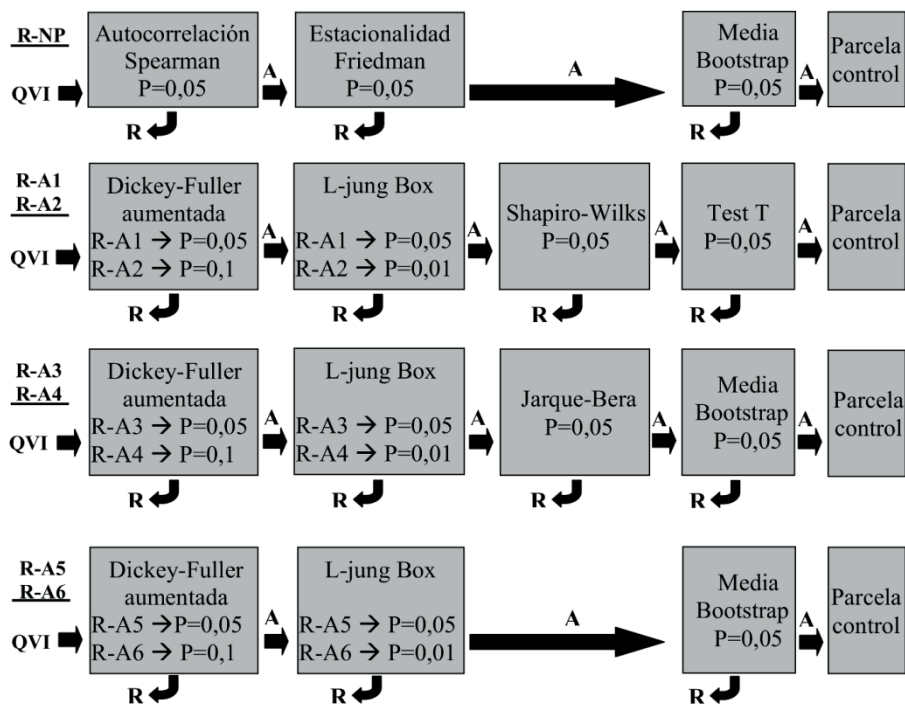 R-NP
QVI
Autocorrelación
Spearman
P=0,05
R
A
Estacionalidad
Friedman
P=0,05
R
A
Media
Bootstrap
P=0,05
R
A
Parcela
control
R-A1
R-A2
QVI
Dickey-Fuller
aumentada
R-A1 → P=0,05
R-A2 → P=0,1
R
A
L-jung Box
R-A1 → P=0,05
R-A2 → P=0,01
R
A
Shapiro-Wilks
P=0,05
R
A
Test T
P=0,05
R
A
Parcela
control
R-A3
R-A4
QVI
Dickey-Fuller
aumentada
R-A3 → P=0,05
R-A4 → P=0,1
R
A
L-jung Box
R-A3 → P=0,05
R-A4 → P=0,01
R
A
Jarque-Bera
P=0,05
R
A
Media
Bootstrap
P=0,05
R
A
Parcela
control
R-A5
R-A6
QVI
Dickey-Fuller
aumentada
R-A5 →P=0,05
R-A6 → P=0,1
R
A
L-jung Box
R-A5 → P=0,05
R-A6 → P=0,01
R
A
Media
Bootstrap
P=0,05
R
A
Parcela
control